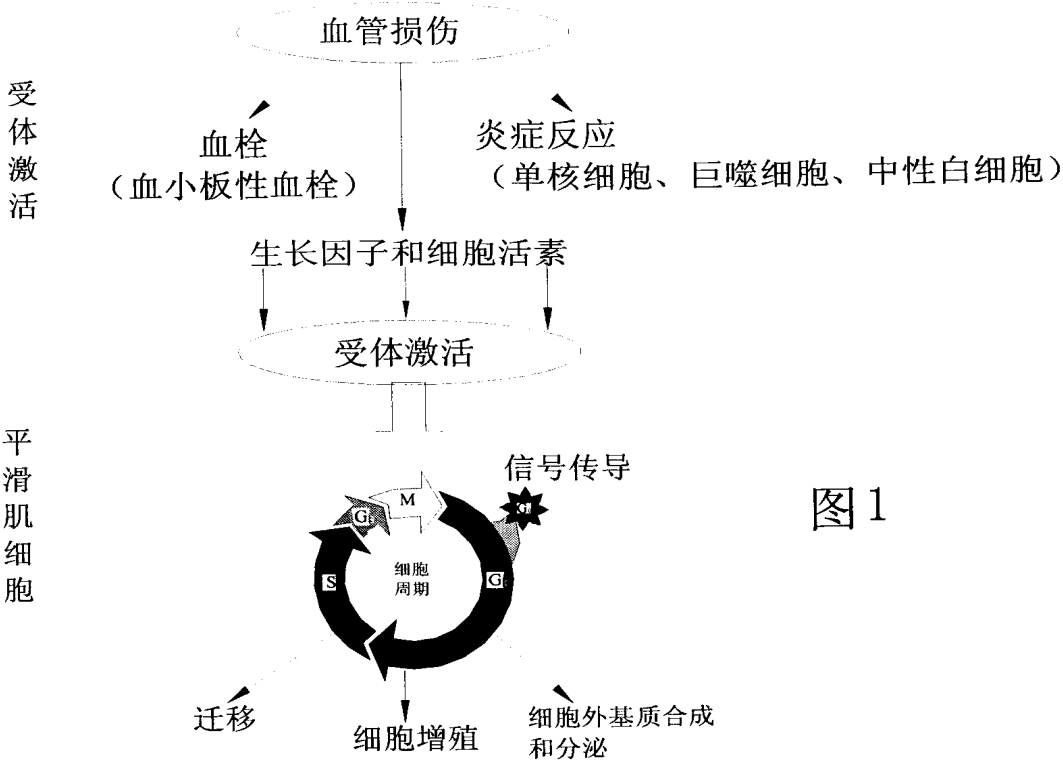 血管损伤
受体激活
血栓
（血小板性血栓）
炎症反应
（单核细胞、巨噬细胞、中性白细胞）
生长因子和细胞活素
受体激活
平滑肌细胞
信号传导
M
G
G
S
G
细胞
周期
图1
迁移
细胞增殖
细胞外基质合成
和分泌